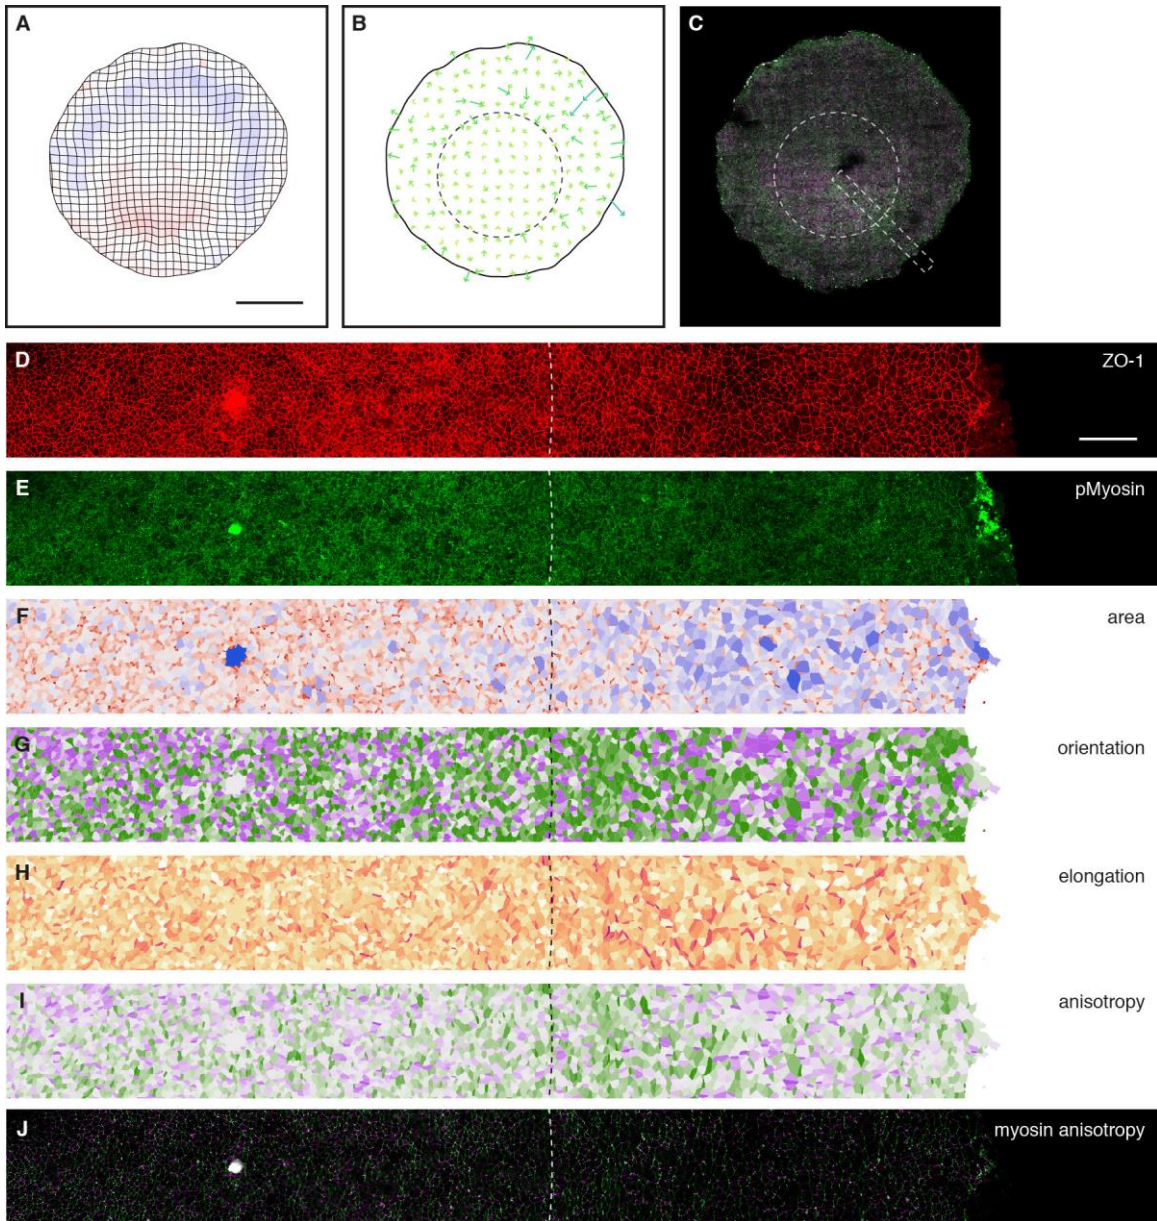 A
B
C
D
ZO-1
E
pMyosin
F
area
G
orientation
H
elongation
I
anisotropy
J
myosin anisotropy